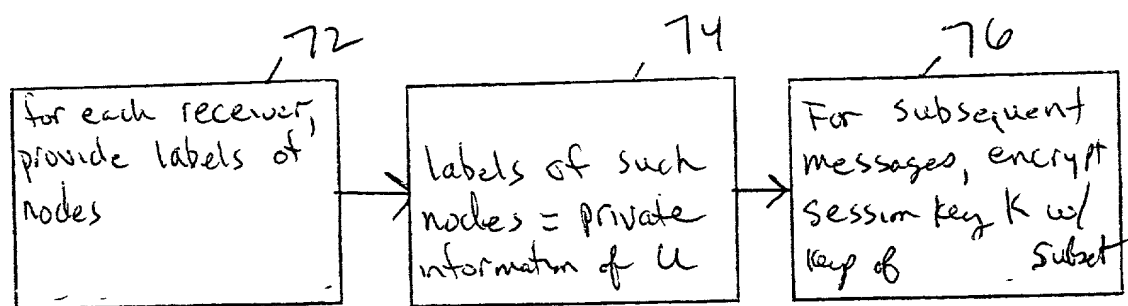 72
for each receiver,
provide labels of
nodes
74
labels of such
nodes = private
information of u
76
For subsequent
messages, encrypt
session key K w/
key of subset